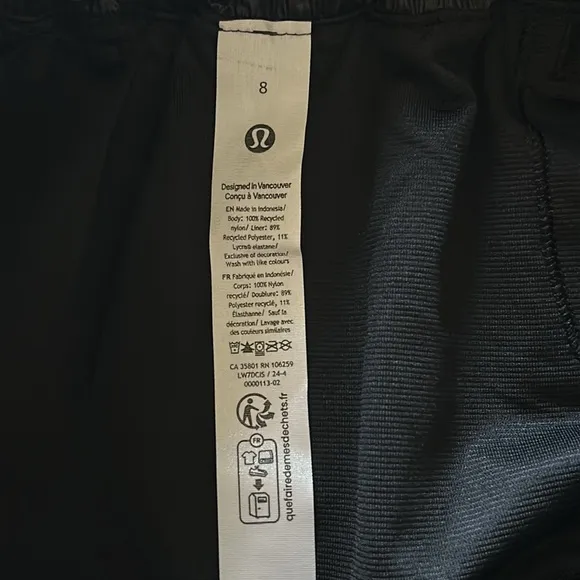 8
Designed in Vancouver
Conçu à Vancouver
EN Made in Indonesia/
Body: 100% Recycled
nylon/ Liner: 89%
Recycled Polyester, 11%
Lycra® elastane/
Exclusive of decoration/
Wash with like colours
FR Fabriqué en Indonésie/
Corps: 100% Nylon
recyclé/ Doublure: 89%
Polyester recyclé, 11%
Élasthanne/ Sauf la
décoration/ Lavage avec
des couleurs similaires
CA 35801 RN 106259
LW7DCJS / 24-4
0000113-02
FR
quefairedemesdechets.fr